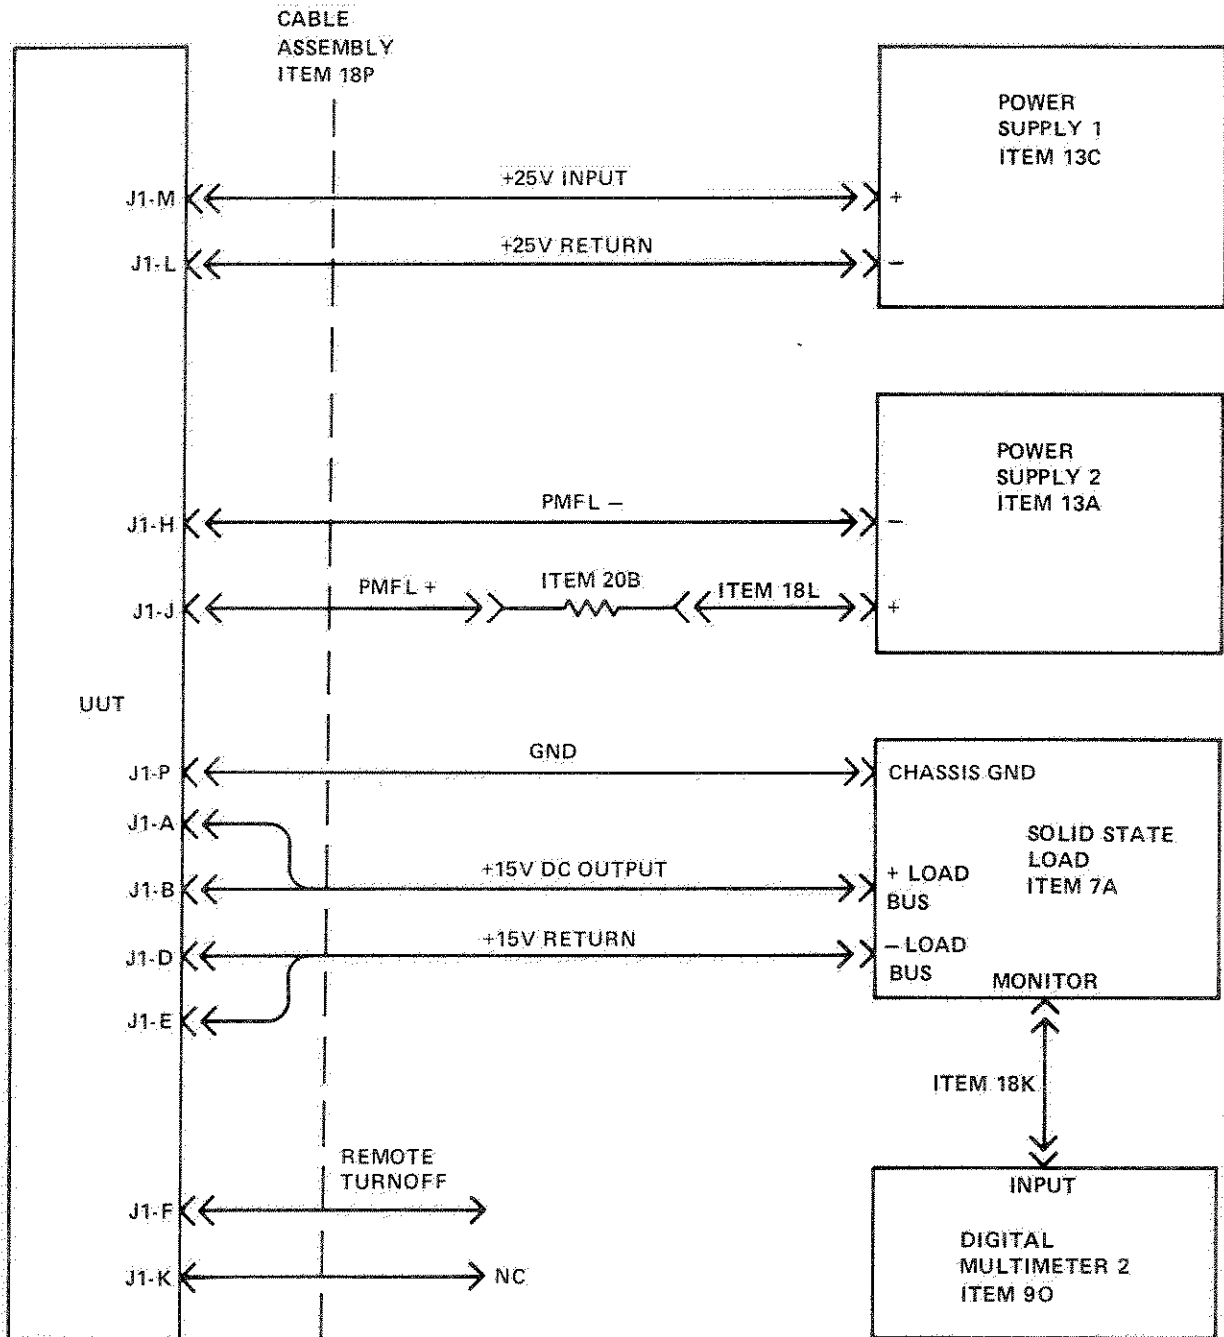 CABLE
ASSEMBLY
ITEM 18P
POWER
SUPPLY 1
ITEM 13C
J1-M
+25V INPUT
+
J1-L
+25V RETURN
−
POWER
SUPPLY 2
ITEM 13A
J1-H
PMFL −
−
J1-J
PMFL +
ITEM 20B
ITEM 18L
+
UUT
J1-P
GND
CHASSIS GND
J1-A
SOLID STATE
LOAD
ITEM 7A
J1-B
+15V DC OUTPUT
+ LOAD
BUS
J1-D
+15V RETURN
− LOAD
BUS
MONITOR
J1-E
ITEM 18K
REMOTE
TURNOFF
INPUT
J1-F
DIGITAL
MULTIMETER 2
ITEM 9O
J1-K
NC